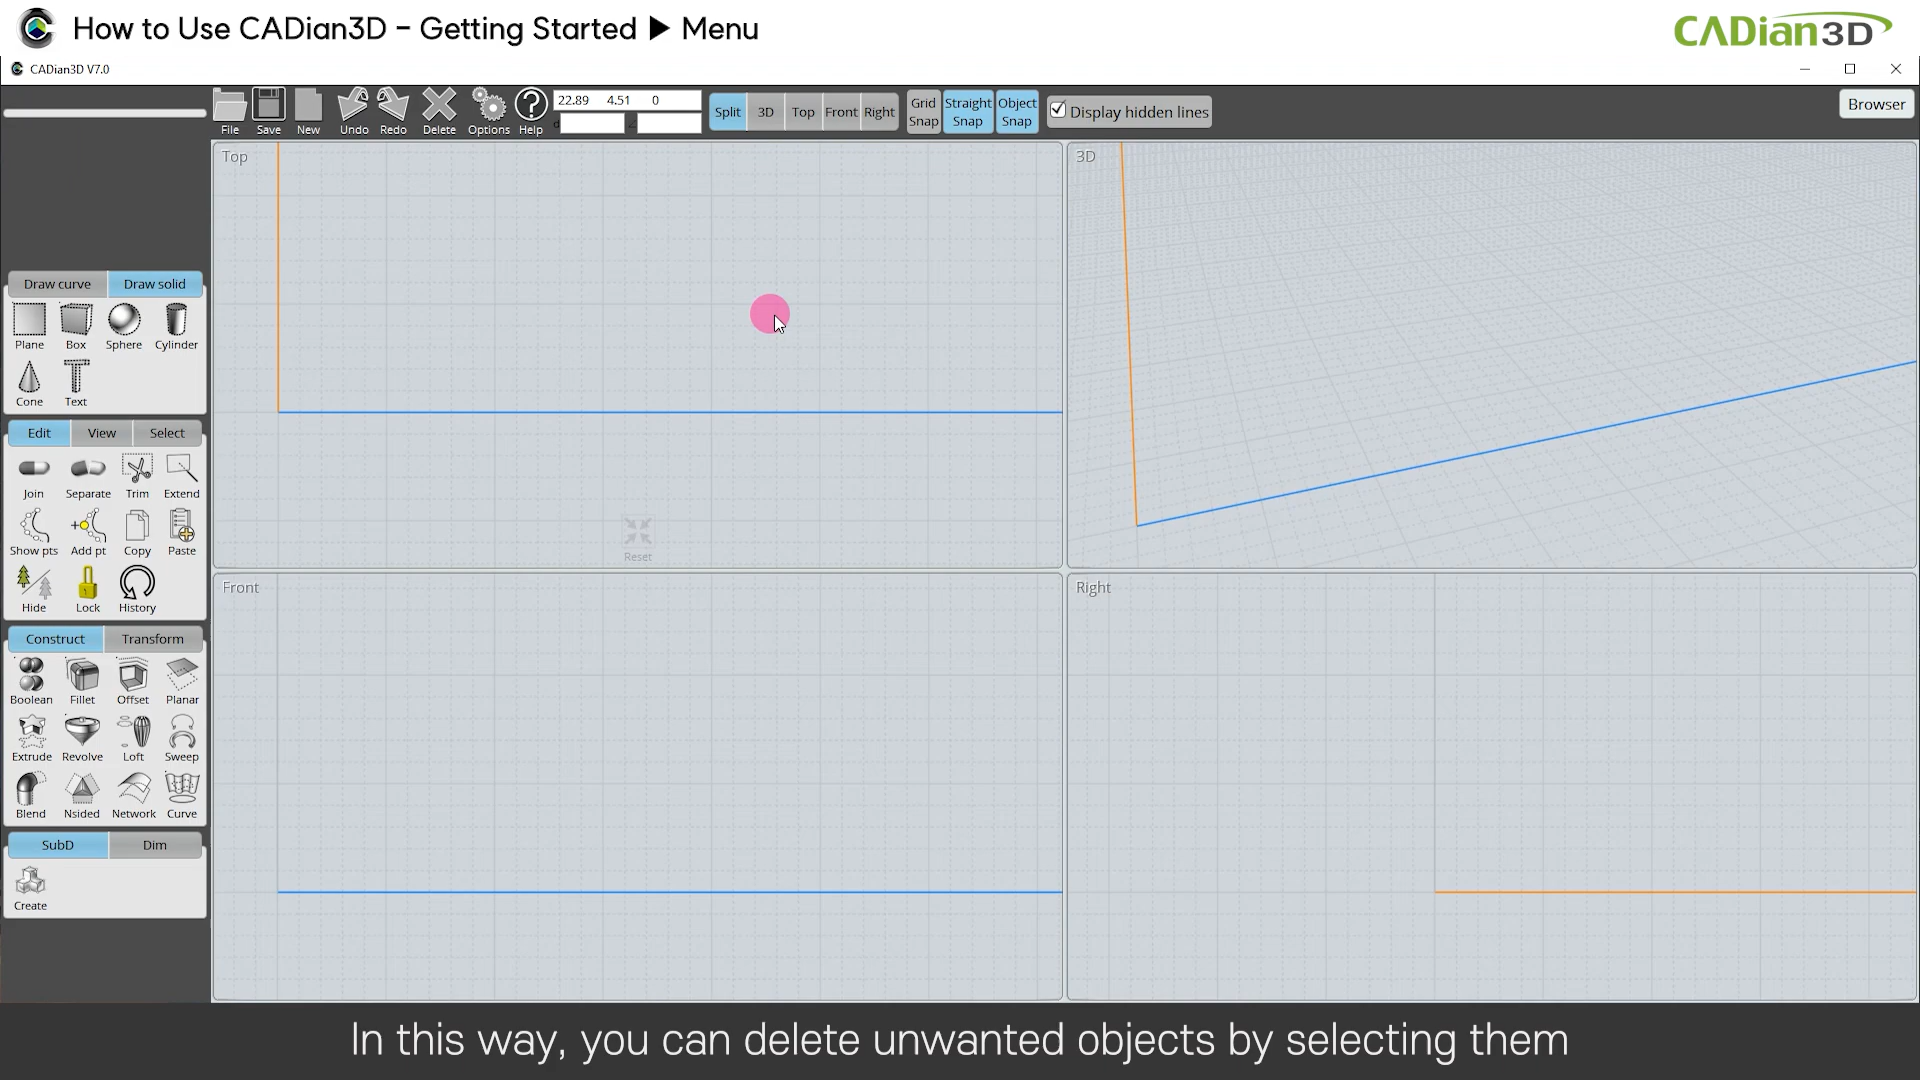 How to Use CADian3D - Getting Started ▶ Menu
CADian3D
CADian3D V7.0
File
Save
New
Undo
Redo
Delete
Options
Help
22.89 4.51 0
d
Split
3D
Top
Front
Right
Grid Snap
Straight Snap
Object Snap
Display hidden lines
Browser
Top
3D
Draw curve
Draw solid
Plane
Box
Sphere
Cylinder
Cone
Text
Edit
View
Select
Join
Separate
Trim
Extend
Show pts
Add pt
Copy
Paste
Reset
Hide
Lock
History
Front
Right
Construct
Transform
Boolean
Fillet
Offset
Planar
Extrude
Revolve
Loft
Sweep
Blend
Nsided
Network
Curve
SubD
Dim
Create
In this way, you can delete unwanted objects by selecting them